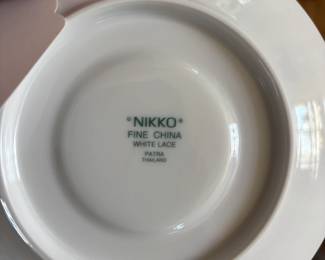 *NIKKO*
FINE CHINA
WHITE LACE
PATRA
THAILAND